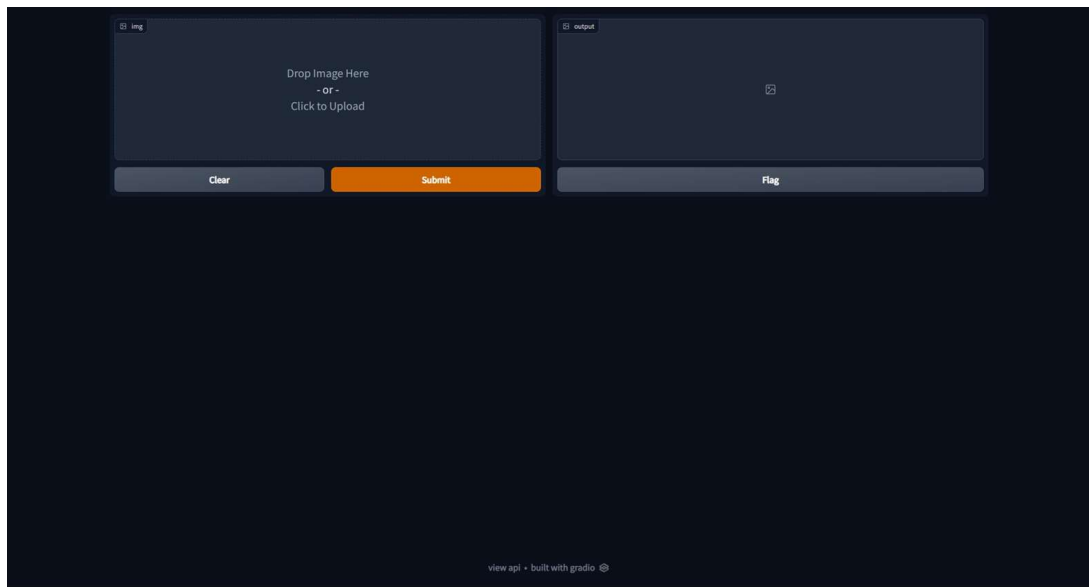 img
Drop Image Here
- or -
Click to Upload
Clear
Submit
output
Flag
view api • built with gradio